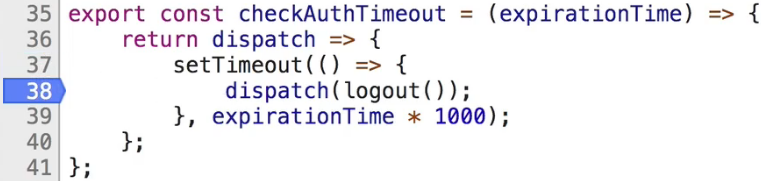 35 export const checkAuthTimeout = (expirationTime) => {
36     return dispatch => {
37         setTimeout(() => {
38             dispatch(logout());
39         }, expirationTime * 1000);
40     };
41 };